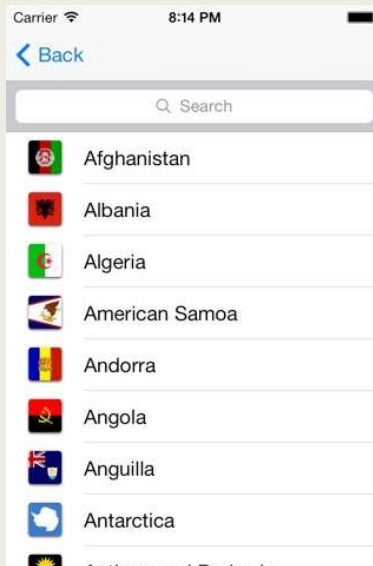 Carrier
8:14 PM
Back
Search
Afghanistan
Albania
Algeria
American Samoa
Andorra
Angola
Anguilla
Antarctica